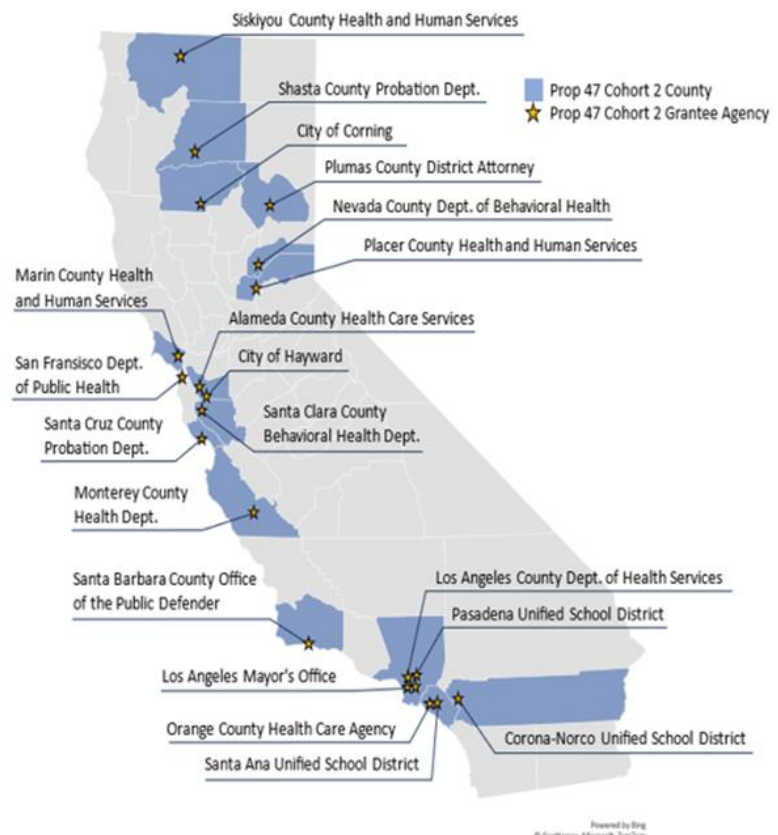 Siskiyou County Health and Human Services
Shasta County Probation Dept.
Prop 47 Cohort 2 County
Prop 47 Cohort 2 Grantee Agency
City of Corning
Plumas County District Attorney
Nevada County Dept. of Behavioral Health
Placer County Health and Human Services
Marin County Health
and Human Services
Alameda County Health Care Services
San Fransisco Dept.
of Public Health
City of Hayward
Santa Cruz County
Probation Dept.
Santa Clara County
Behavioral Health Dept.
Monterey County
Health Dept.
Santa Barbara County Office
of the Public Defender
Los Angeles County Dept. of Health Services
Pasadena Unified School District
Los Angeles Mayor's Office
Orange County Health Care Agency
Corona-Norco Unified School District
Santa Ana Unified School District
Powered by Bing